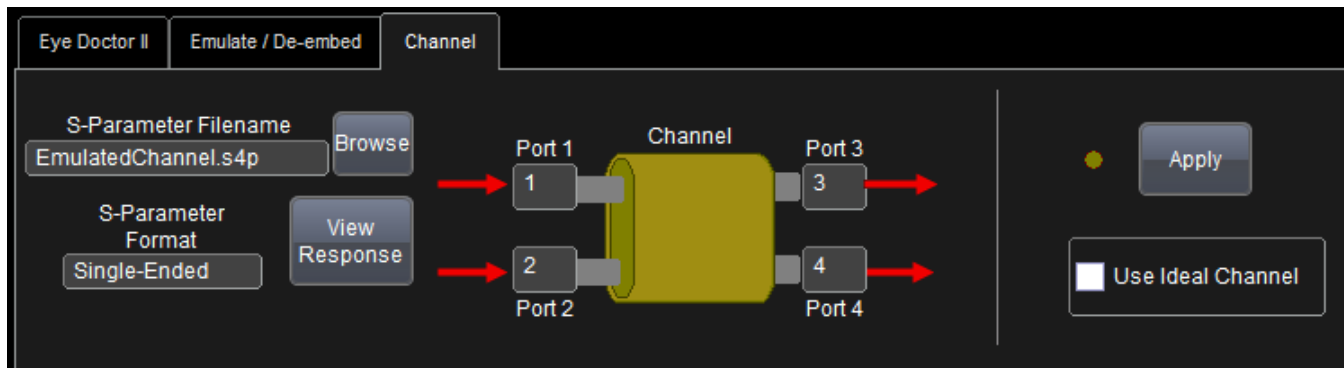 Eye Doctor II
Emulate / De-embed
Channel
S-Parameter Filename
EmulatedChannel.s4p
Browse
S-Parameter
Format
Single-Ended
View
Response
Channel
Port 1
1
Port 3
3
2
Port 2
4
Port 4
Apply
Use Ideal Channel